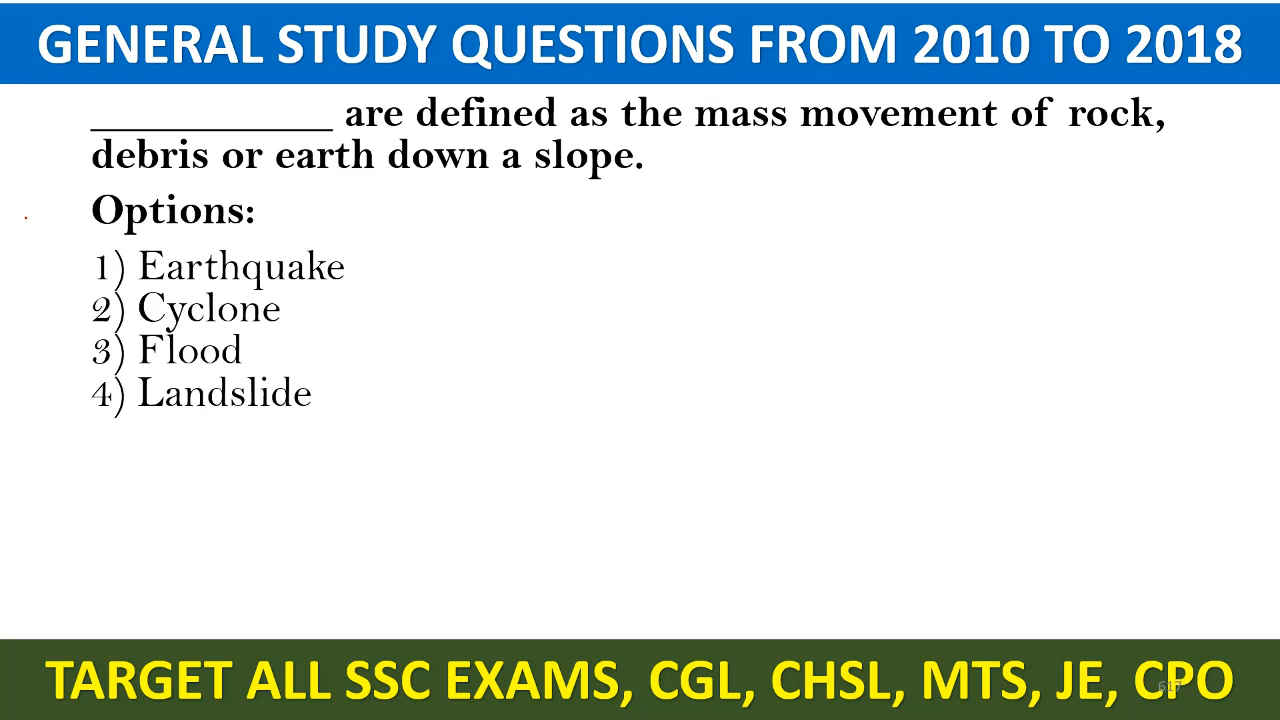 GENERAL STUDY QUESTIONS FROM 2010 TO 2018
___________ are defined as the mass movement of rock,
debris or earth down a slope.
Options:
1) Earthquake
2) Cyclone
3) Flood
4) Landslide
TARGET ALL SSC EXAMS, CGL, CHSL, MTS, JE, CPO
617